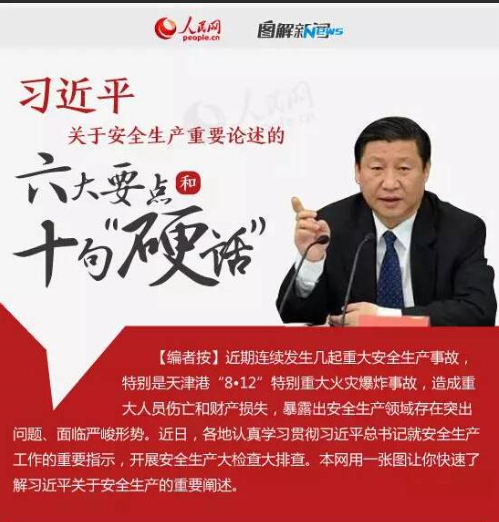 人民网
people.cn
图解新闻
News
人民网
习近平
关于安全生产重要论述的
六大要点和
十句“硬话”
【编者按】近期连续发生几起重大安全生产事故，
特别是天津港“8•12”特别重大火灾爆炸事故，造成重
大人员伤亡和财产损失，暴露出安全生产领域存在突出
问题、面临严峻形势。近日，各地认真学习贯彻习近平总书记就安全生产
工作的重要指示，开展安全生产大检查大排查。本网用一张图让你快速了
解习近平关于安全生产的重要阐述。